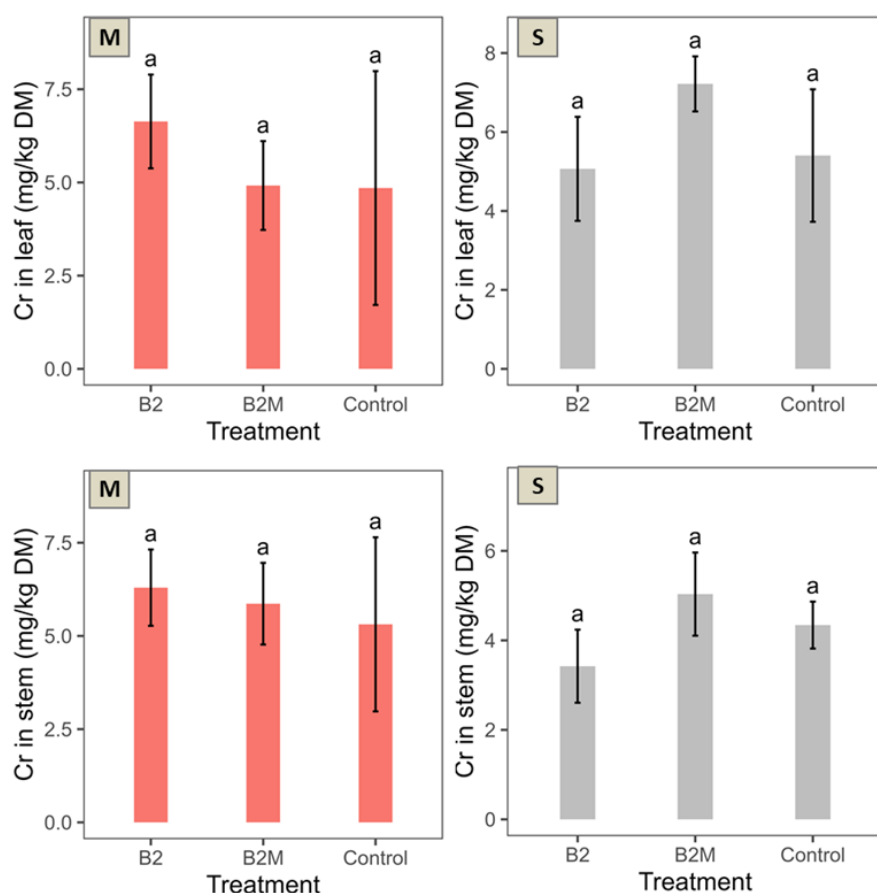 M
a
a
a
7.5
5.0
2.5
0.0
Cr in leaf (mg/kg DM)
B2
B2M
Control
Treatment
S
a
a
a
8
6
4
2
0
Cr in leaf (mg/kg DM)
B2
B2M
Control
Treatment
M
a
a
a
7.5
5.0
2.5
0.0
Cr in stem (mg/kg DM)
B2
B2M
Control
Treatment
S
a
a
a
6
4
2
0
Cr in stem (mg/kg DM)
B2
B2M
Control
Treatment